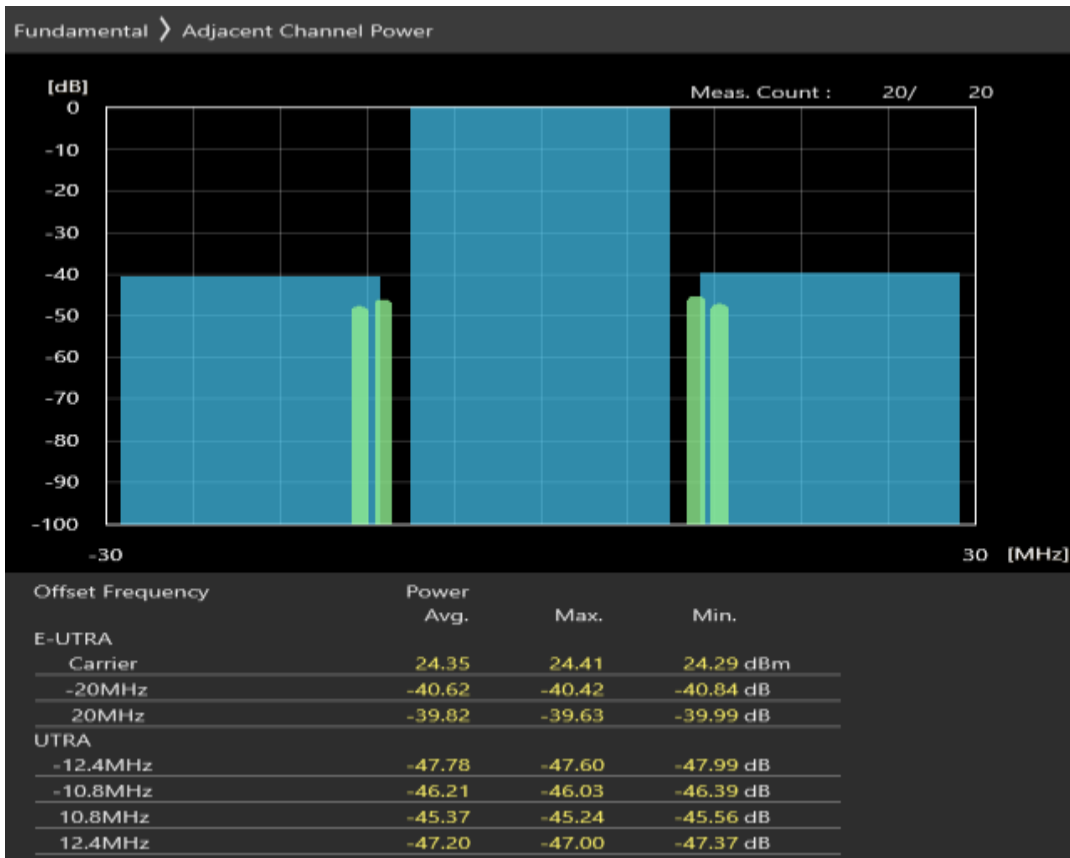 Fundamental ❯ Adjacent Channel Power
[dB]
Meas. Count : 20/ 20
0
-10
-20
-30
-40
-50
-60
-70
-80
-90
-100
-30 30 [MHz]
Offset Frequency Power
Avg. Max. Min.
E-UTRA
Carrier 24.35 24.41 24.29 dBm
-20MHz -40.62 -40.42 -40.84 dB
20MHz -39.82 -39.63 -39.99 dB
UTRA
-12.4MHz -47.78 -47.60 -47.99 dB
-10.8MHz -46.21 -46.03 -46.39 dB
10.8MHz -45.37 -45.24 -45.56 dB
12.4MHz -47.20 -47.00 -47.37 dB